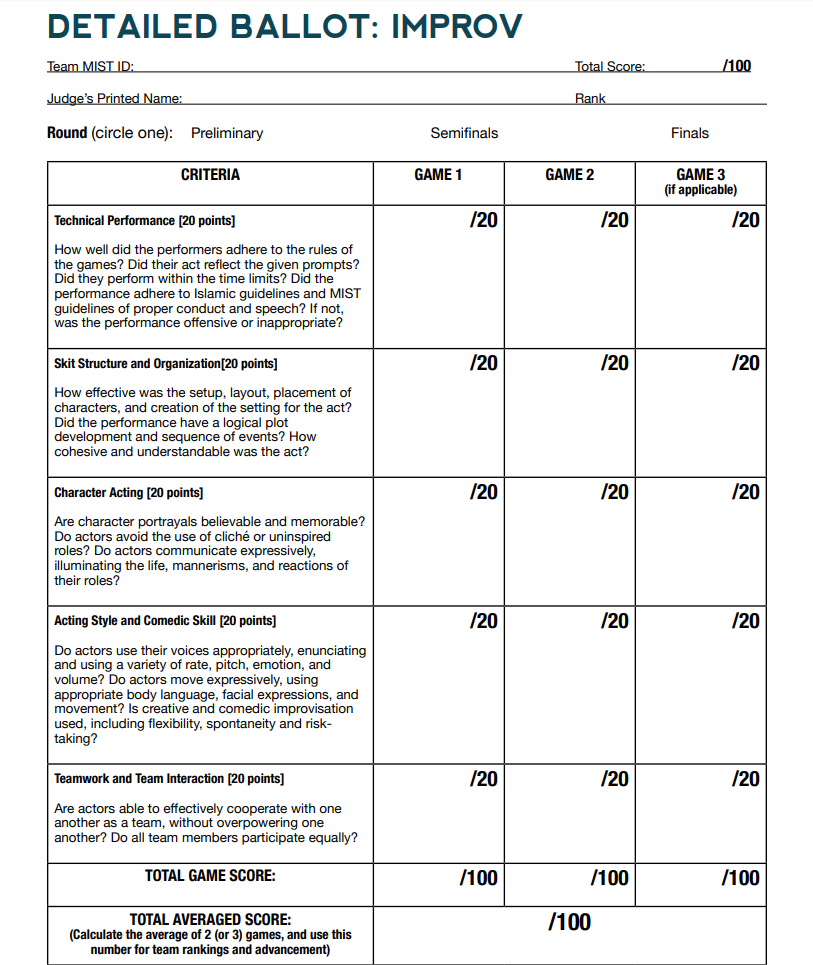 DETAILED BALLOT: IMPROV
Team MIST ID: Total Score: /100
Judge's Printed Name: Rank
Round (circle one): Preliminary Semifinals Finals
CRITERIA GAME 1 GAME 2 GAME 3
(if applicable)
Technical Performance [20 points] /20 /20 /20
How well did the performers adhere to the rules of
the games? Did their act reflect the given prompts?
Did they perform within the time limits? Did the
performance adhere to Islamic guidelines and MIST
guidelines of proper conduct and speech? If not,
was the performance offensive or inappropriate?
Skit Structure and Organization[20 points] /20 /20 /20
How effective was the setup, layout, placement of
characters, and creation of the setting for the act?
Did the performance have a logical plot
development and sequence of events? How
cohesive and understandable was the act?
Character Acting [20 points] /20 /20 /20
Are character portrayals believable and memorable?
Do actors avoid the use of cliché or uninspired
roles? Do actors communicate expressively,
illuminating the life, mannerisms, and reactions of
their roles?
Acting Style and Comedic Skill [20 points] /20 /20 /20
Do actors use their voices appropriately, enunciating
and using a variety of rate, pitch, emotion, and
volume? Do actors move expressively, using
appropriate body language, facial expressions, and
movement? Is creative and comedic improvisation
used, including flexibility, spontaneity and risk-
taking?
Teamwork and Team Interaction [20 points] /20 /20 /20
Are actors able to effectively cooperate with one
another as a team, without overpowering one
another? Do all team members participate equally?
TOTAL GAME SCORE: /100 /100 /100
TOTAL AVERAGED SCORE: /100
(Calculate the average of 2 (or 3) games, and use this
number for team rankings and advancement)